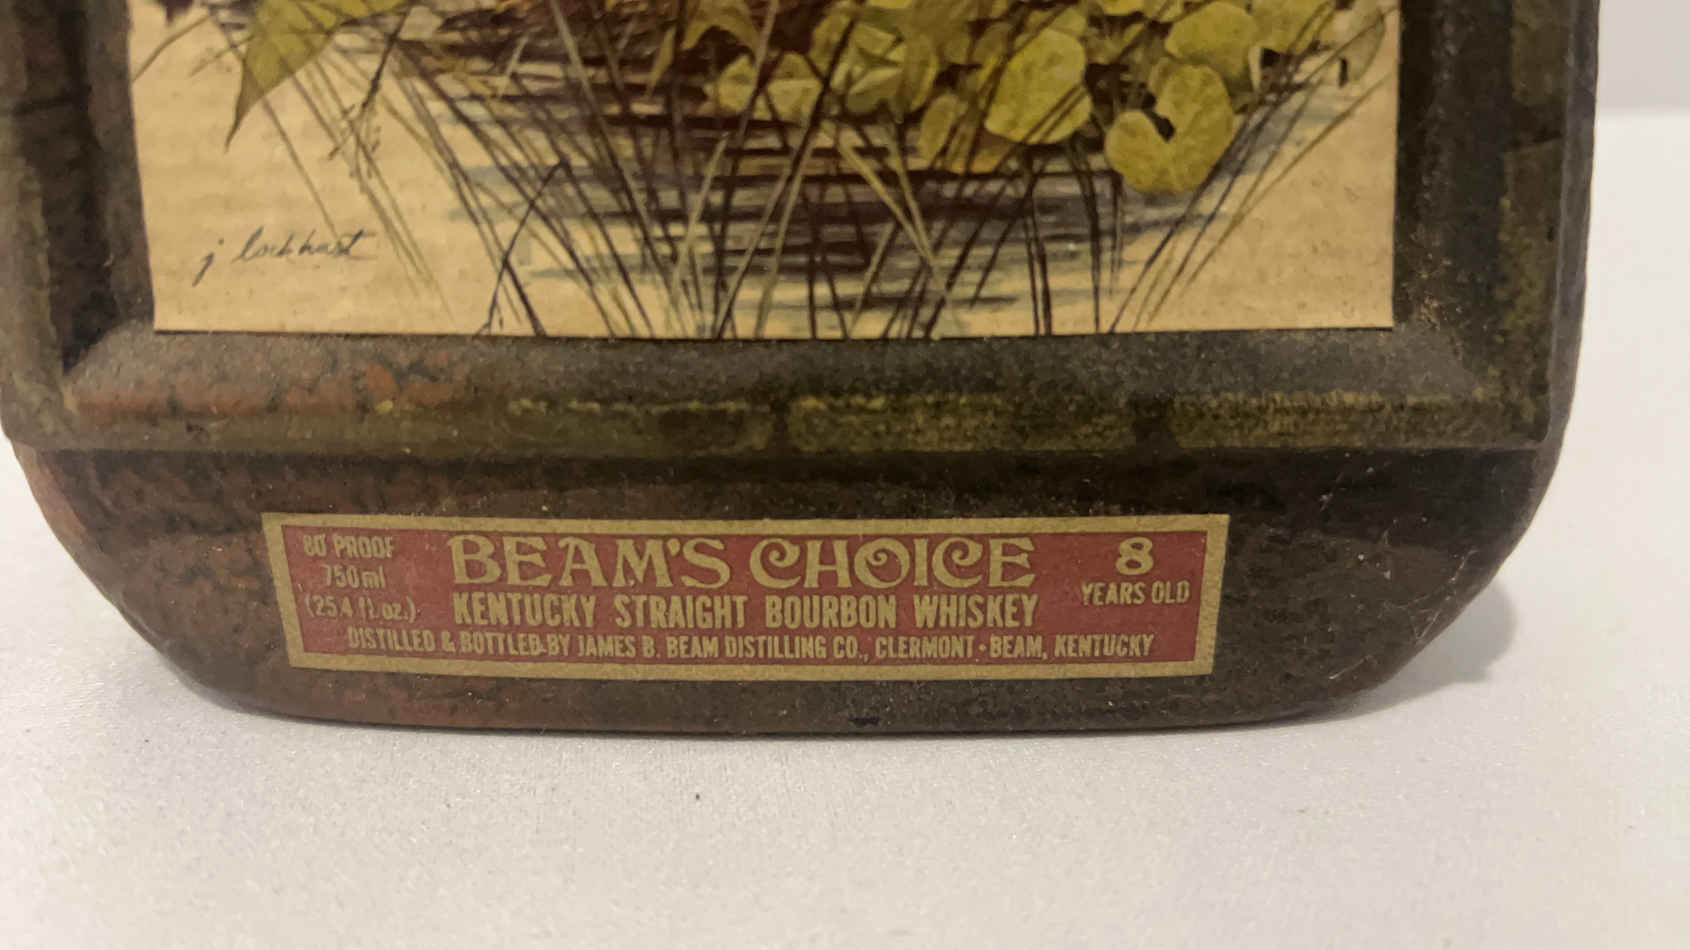 j lockhart
80 PROOF
750ml
(25.4 fl. oz.)
BEAM'S CHOICE
KENTUCKY STRAIGHT BOURBON WHISKEY
8
YEARS OLD
DISTILLED & BOTTLED BY JAMES B. BEAM DISTILLING CO., CLERMONT • BEAM, KENTUCKY